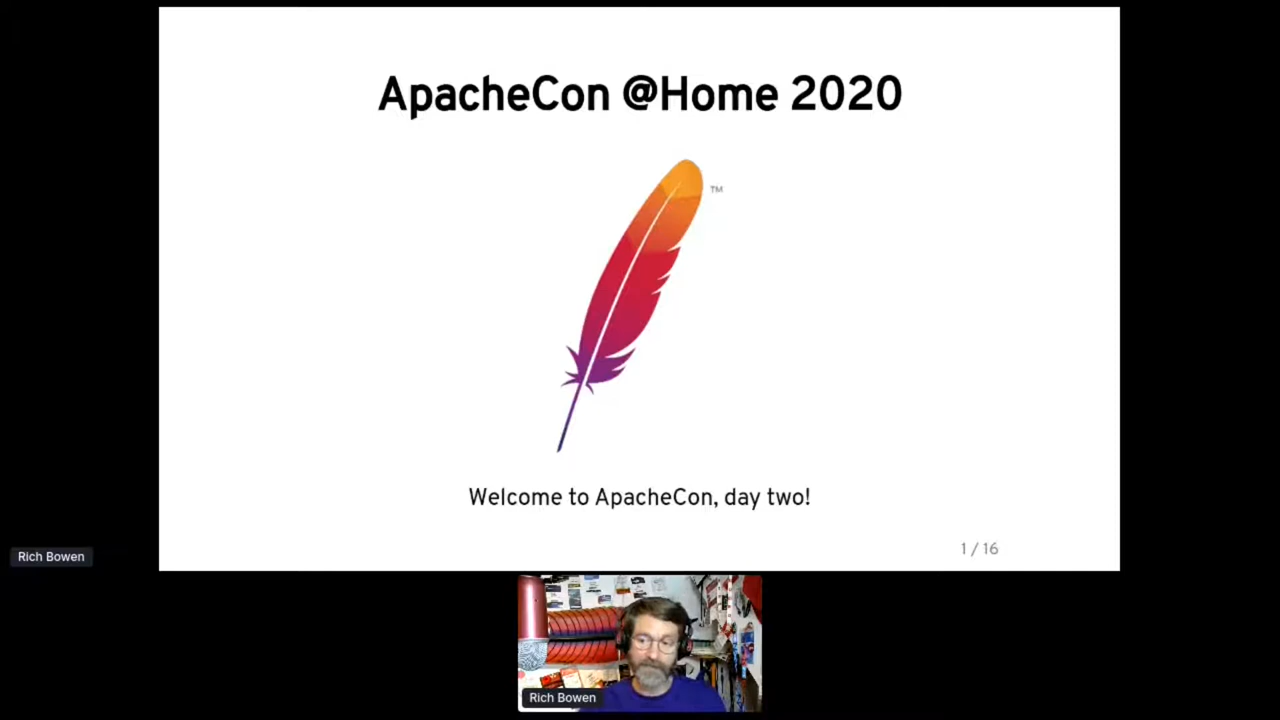 ApacheCon @Home 2020
TM
Welcome to ApacheCon, day two!
1 / 16
Rich Bowen
Rich Bowen